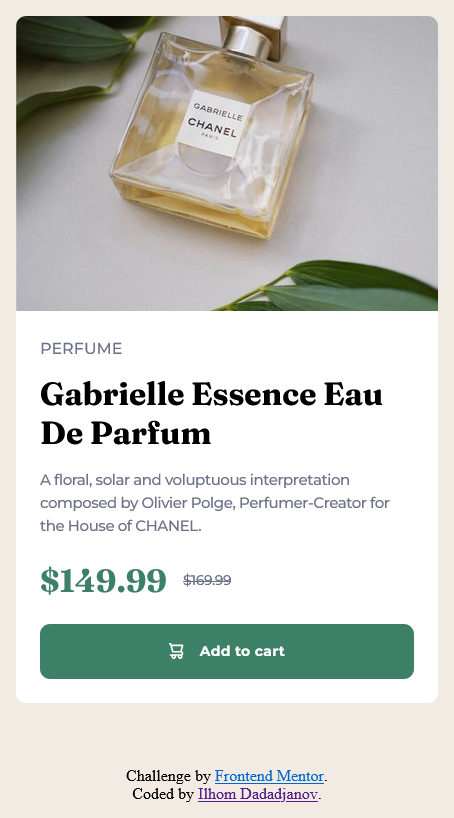 GABRIELLE
CHANEL
PARIS
PERFUME
Gabrielle Essence Eau
De Parfum
A floral, solar and voluptuous interpretation
composed by Olivier Polge, Perfumer-Creator for
the House of CHANEL.
$149.99 $169.99
Add to cart
Challenge by Frontend Mentor.
Coded by Ilhom Dadadjanov.